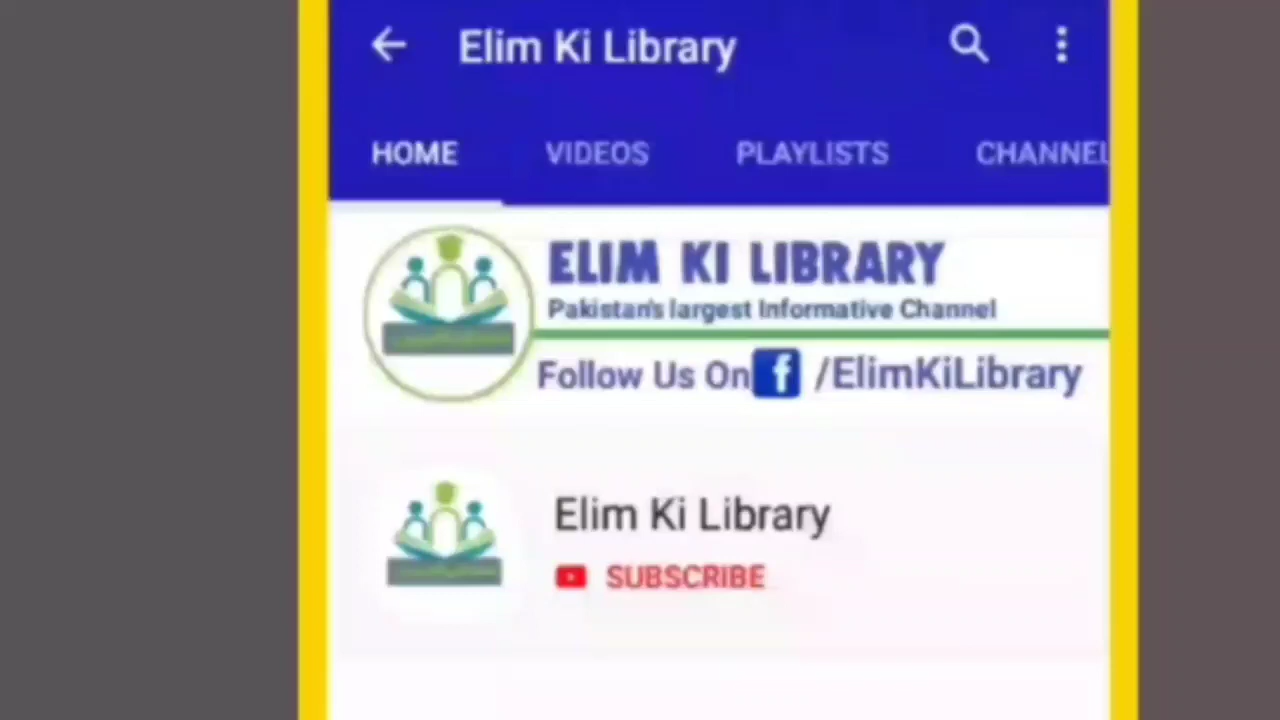 Elim Ki Library
HOME VIDEOS PLAYLISTS CHANNEL
ELIM KI LIBRARY
Pakistan's largest Informative Channel
Follow Us On f /ElimKiLibrary
Elim Ki Library
SUBSCRIBE